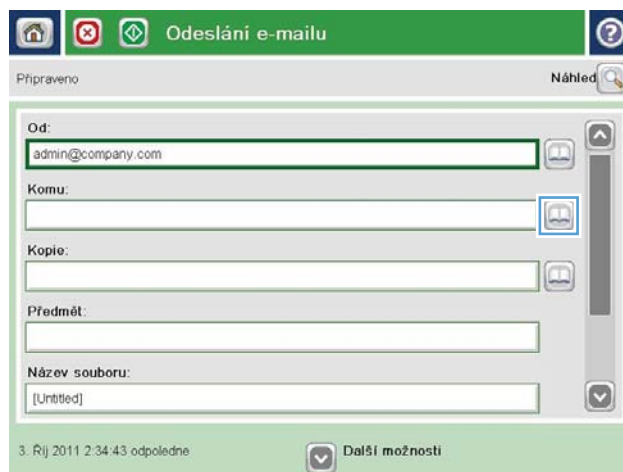 Odeslání e-mailu
Připraveno
Náhled
Od:
admin@company.com
Komu:
Kopie:
Předmět:
Název souboru:
[Untitled]
3. Říj 2011 2:34:43 odpoledne
Další možnosti